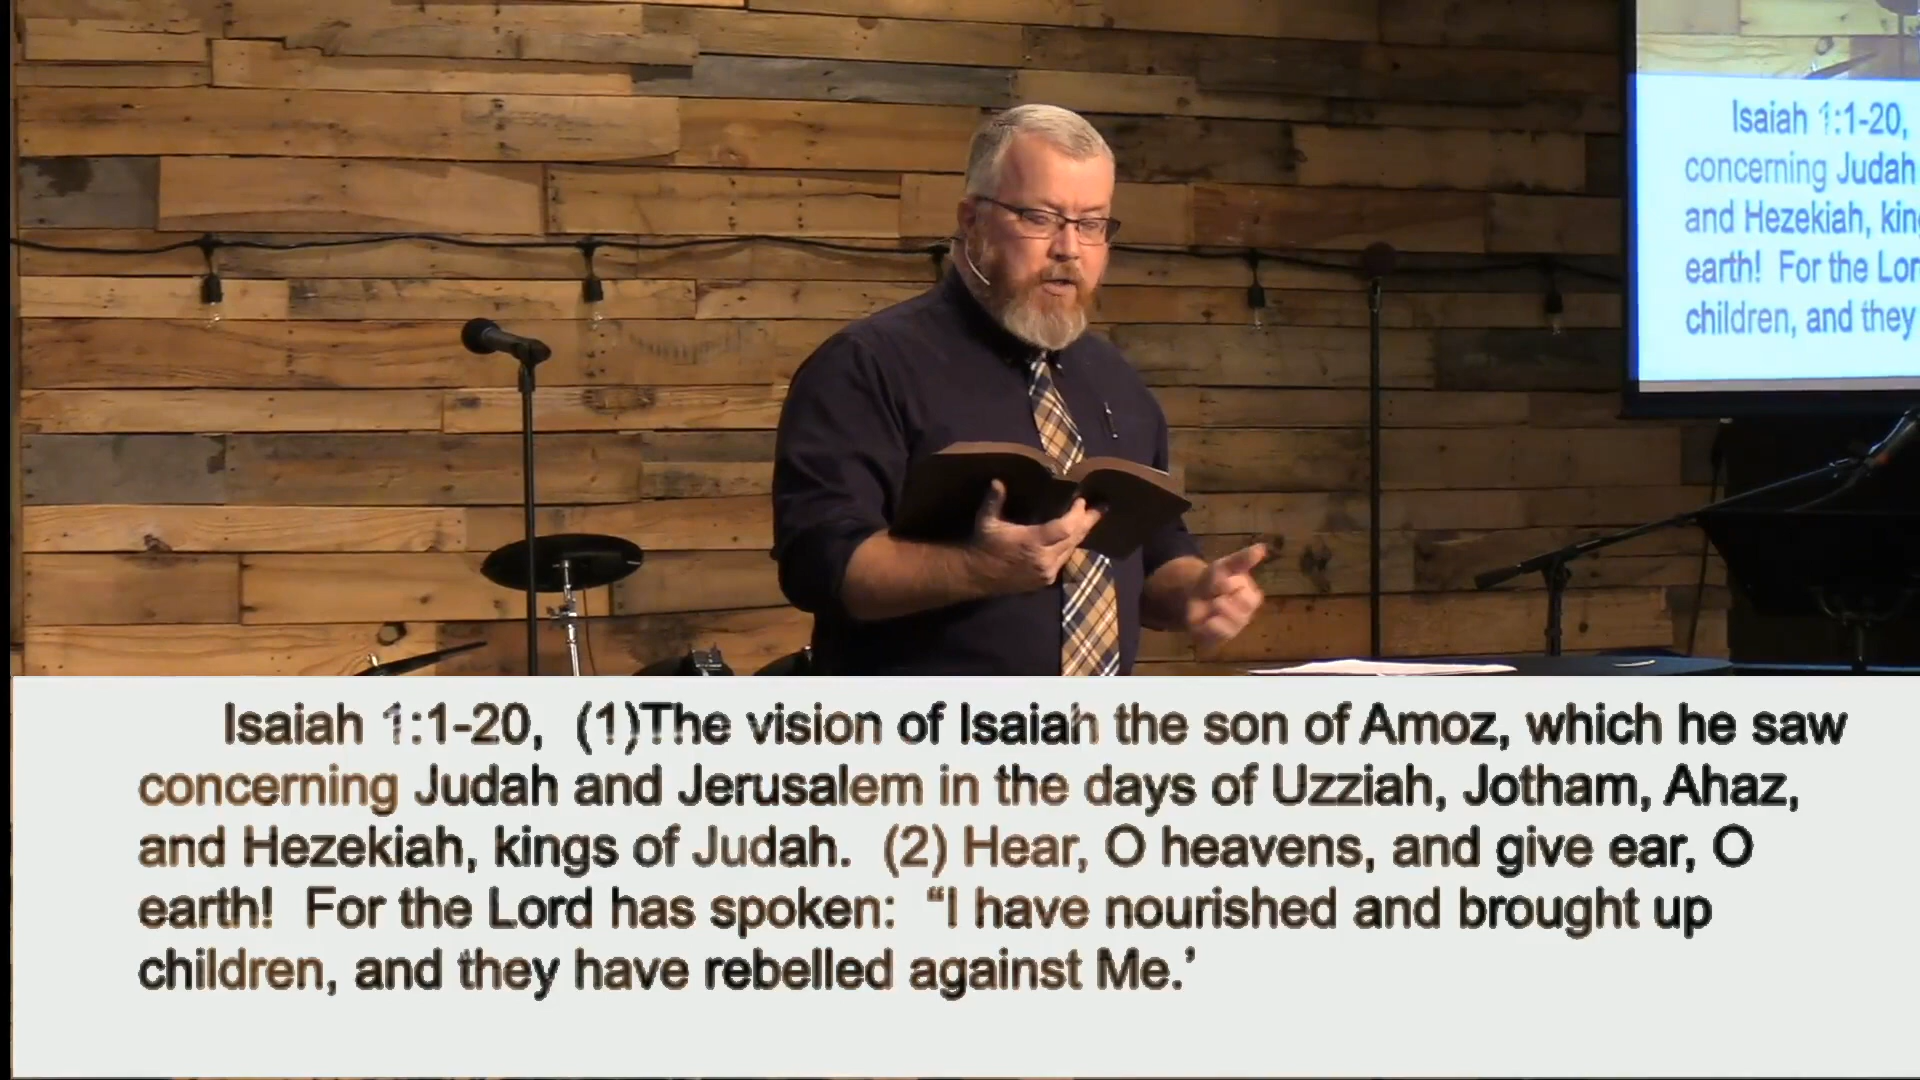 Isaiah 1:1-20,
concerning Judah
and Hezekiah, king
earth!  For the Lor
children, and they
Isaiah 1:1-20,  (1)The vision of Isaiah the son of Amoz, which he saw
concerning Judah and Jerusalem in the days of Uzziah, Jotham, Ahaz,
and Hezekiah, kings of Judah.  (2) Hear, O heavens, and give ear, O
earth!  For the Lord has spoken:  “I have nourished and brought up
children, and they have rebelled against Me.’